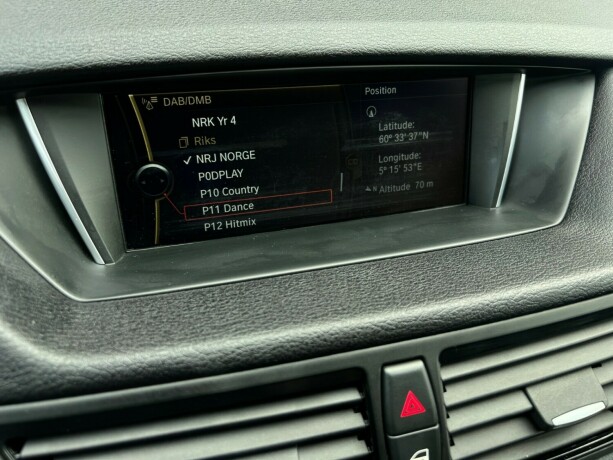 DAB/DMB
NRK Yr 4
Riks
NRJ NORGE
P0DPLAY
P10 Country
P11 Dance
P12 Hitmix
Position
Latitude:
60° 33' 37"N
Longitude:
5° 15' 53"E
Altitude 70 m